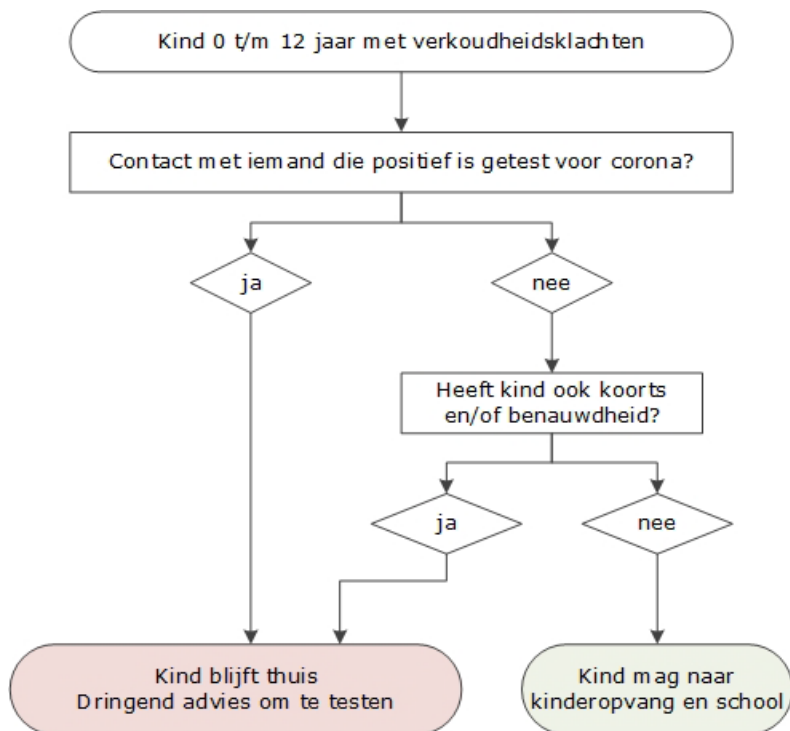 Kind 0 t/m 12 jaar met verkoudheidsklachten
Contact met iemand die positief is getest voor corona?
ja
nee
Heeft kind ook koorts
en/of benauwdheid?
ja
nee
Kind blijft thuis
Dringend advies om te testen
Kind mag naar
kinderopvang en school